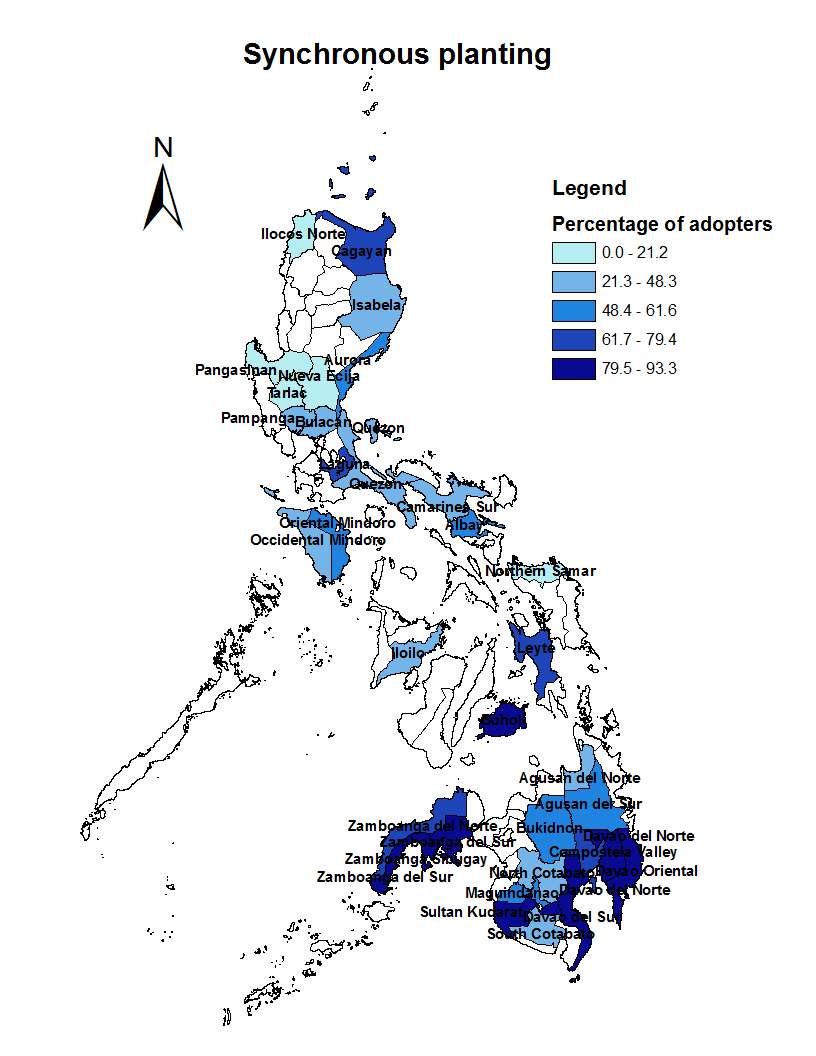 Synchronous planting
N
Legend
Percentage of adopters
0.0 - 21.2
21.3 - 48.3
48.4 - 61.6
61.7 - 79.4
79.5 - 93.3
Ilocos Norte
Cagayan
Isabela
Aurora
Pangasinan
Nueva Ecija
Tarlac
Pampanga
Bulacan
Quezon
Laguna
Quezon
Camarines Sur
Oriental Mindoro
Albay
Occidental Mindoro
Northern Samar
Iloilo
Leyte
Bohol
Agusan del Norte
Agusan der Sur
Zamboanga del Norte
Bukidnon
Davao del Norte
Zamboanga del Sur
Compostela Valley
Zamboanga Sibugay
North Cotabato
Davao Oriental
Zamboanga del Sur
Maguindanao
Davao del Norte
Sultan Kudarat
Davao del Sur
South Cotabato